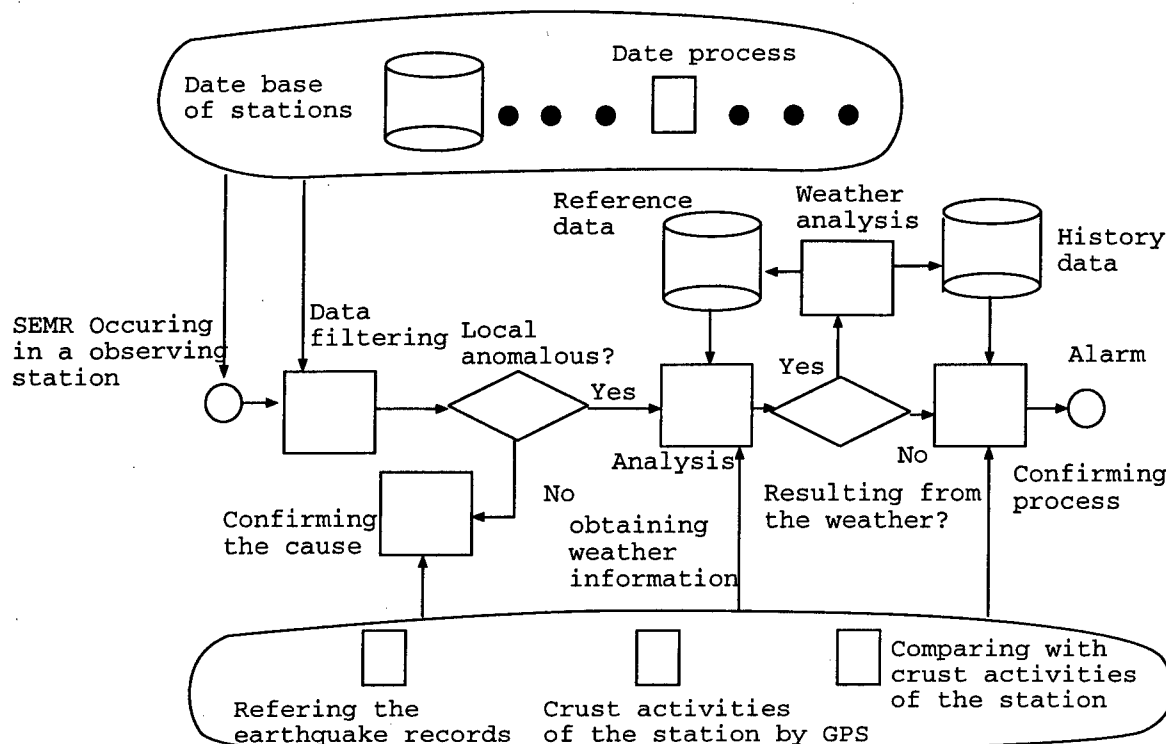 Date process
Date base
of stations
Reference
data
Weather
analysis
History
data
SEMR Occuring
in a observing
station
Data
filtering
Local
anomalous?
Yes
Yes
Alarm
Analysis
No
Confirming
process
Resulting from
the weather?
No
Confirming
the cause
obtaining
weather
information
Comparing with
crust activities
of the station
Refering the
earthquake records
Crust activities
of the station by GPS